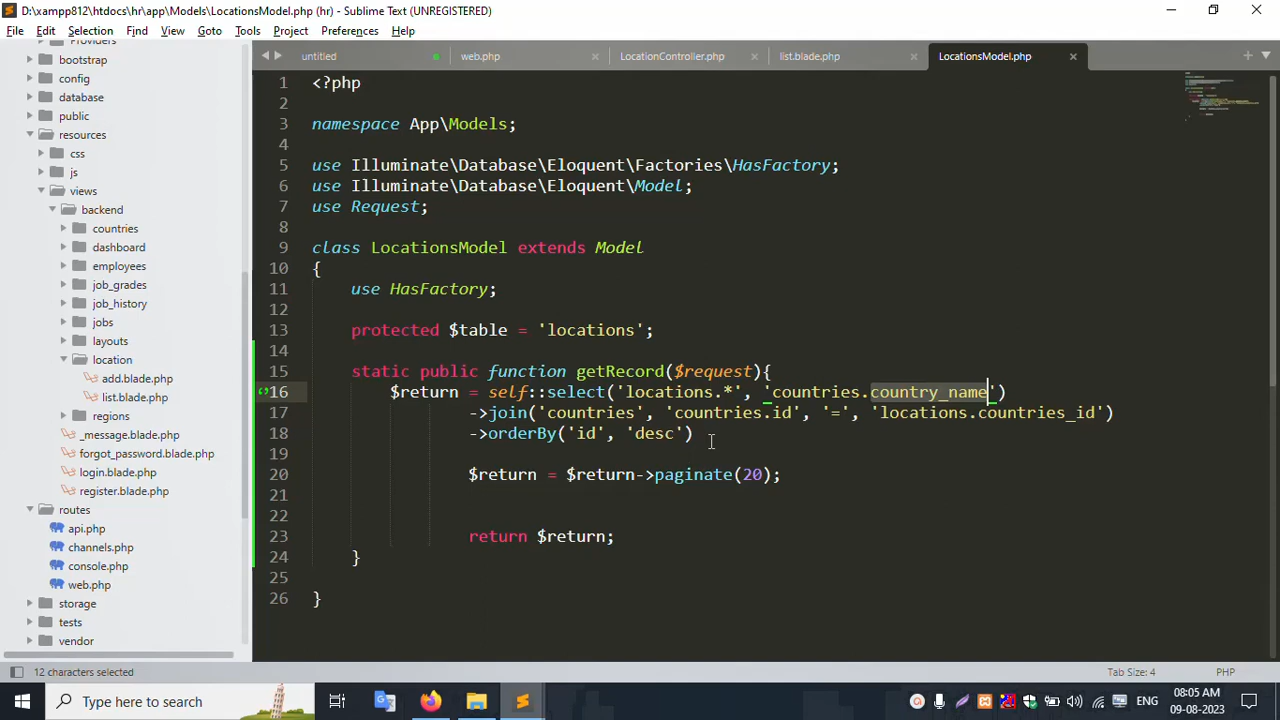 D:\xampp812\htdocs\hr\app\Models\LocationsModel.php (hr) - Sublime Text (UNREGISTERED)
File Edit Selection Find View Goto Tools Project Preferences Help
Providers
bootstrap
config
database
public
resources
css
js
views
backend
countries
dashboard
employees
job_grades
job_history
jobs
layouts
location
add.blade.php
list.blade.php
regions
_message.blade.php
forgot_password.blade.php
login.blade.php
register.blade.php
routes
api.php
channels.php
console.php
web.php
storage
tests
vendor
untitled web.php LocationController.php list.blade.php LocationsModel.php
1 <?php
2
3 namespace App\Models;
4
5 use Illuminate\Database\Eloquent\Factories\HasFactory;
6 use Illuminate\Database\Eloquent\Model;
7 use Request;
8
9 class LocationsModel extends Model
10 {
11 use HasFactory;
12
13 protected $table = 'locations';
14
15 static public function getRecord($request){
16 $return = self::select('locations.*', 'countries.country_name')
17 ->join('countries', 'countries.id', '=', 'locations.countries_id')
18 ->orderBy('id', 'desc')
19
20 $return = $return->paginate(20);
21
22
23 return $return;
24 }
25
26 }
12 characters selected Tab Size: 4 PHP
Type here to search ENG 08:05 AM
09-08-2023